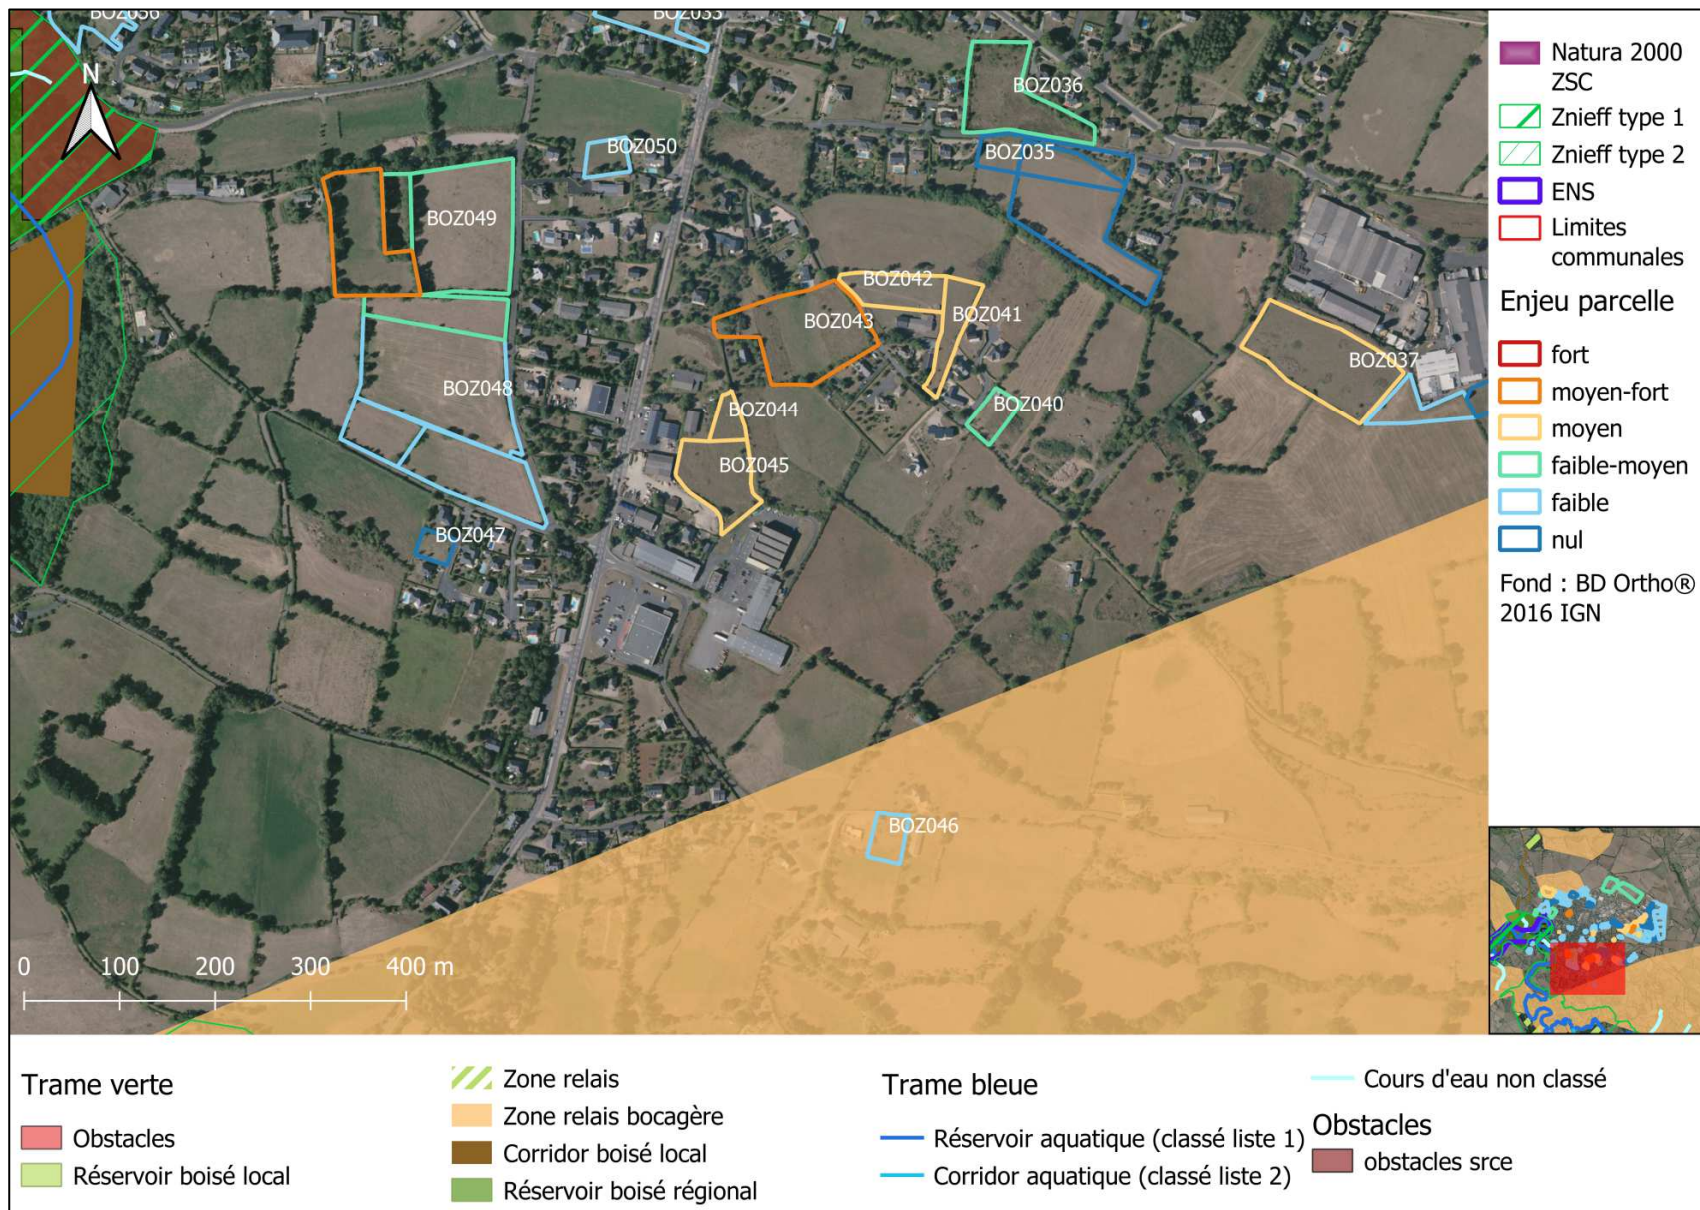 BOZ056
BOZ055
N
BOZ036
BOZ050
BOZ035
BOZ049
BOZ042
BOZ041
BOZ043
BOZ037
BOZ048
BOZ044
BOZ040
BOZ045
BOZ047
BOZ046
0 100 200 300 400 m
Natura 2000
ZSC
Znieff type 1
Znieff type 2
ENS
Limites
communales
Enjeu parcelle
fort
moyen-fort
moyen
faible-moyen
faible
nul
Fond : BD Ortho®
2016 IGN
Trame verte
Obstacles
Réservoir boisé local
Zone relais
Zone relais bocagère
Corridor boisé local
Réservoir boisé régional
Trame bleue
Réservoir aquatique (classé liste 1)
Corridor aquatique (classé liste 2)
Cours d'eau non classé
Obstacles
obstacles srce